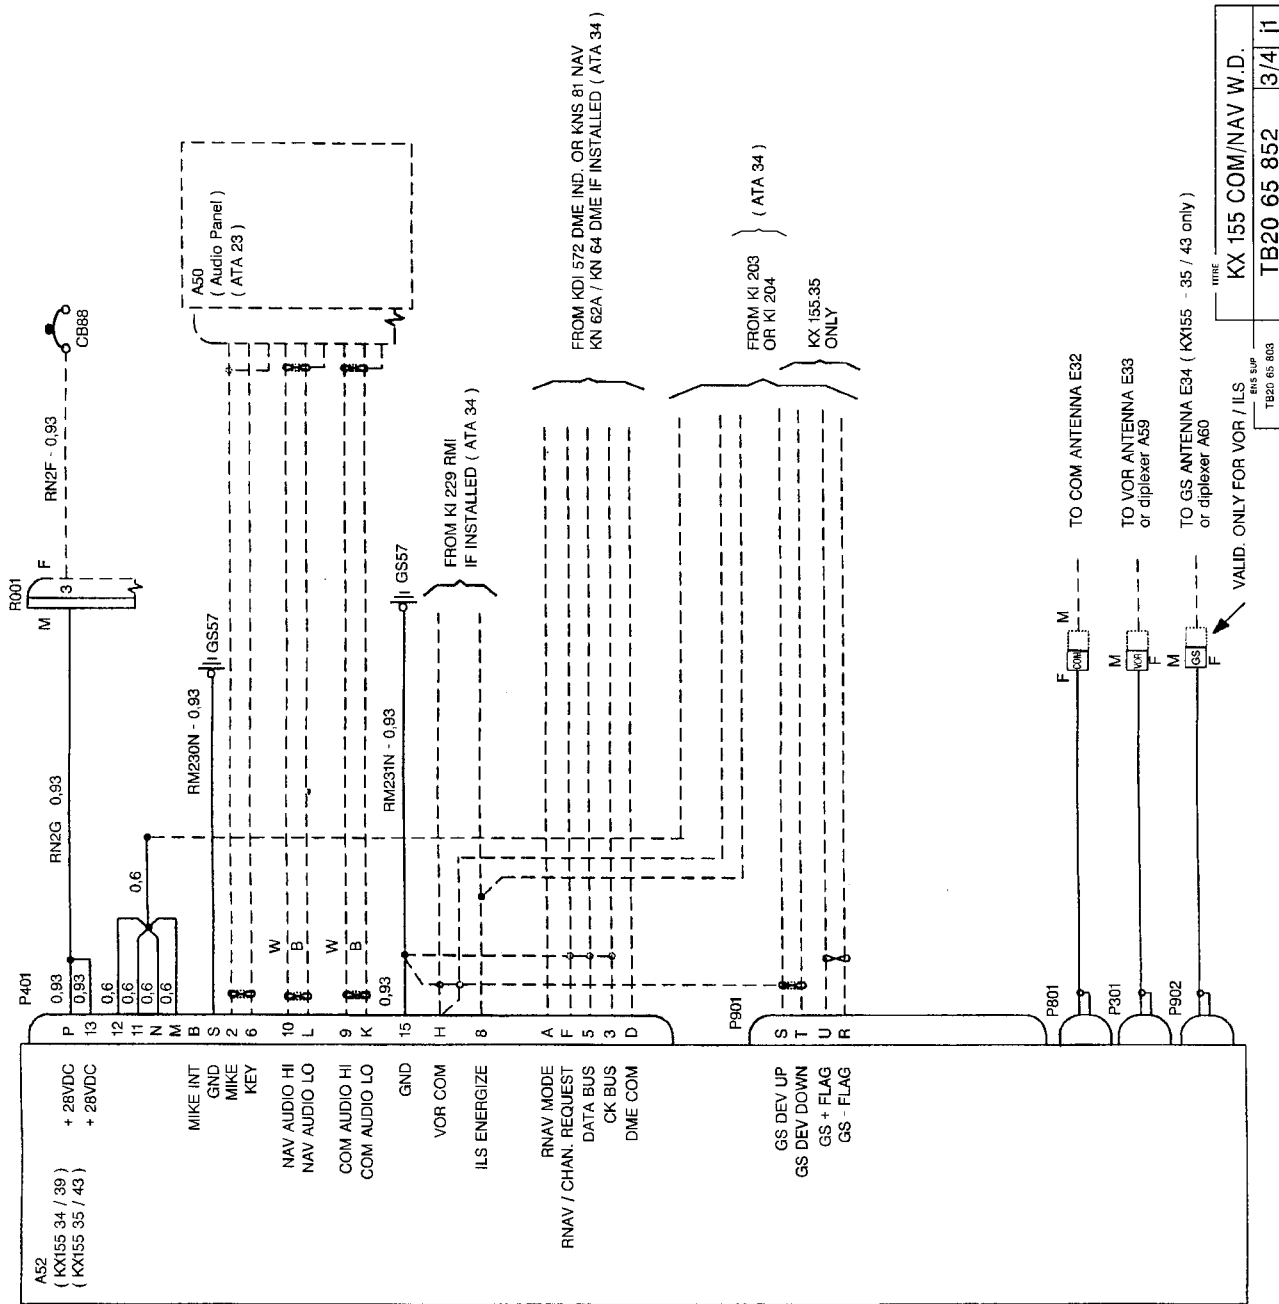 R001
M
F
3
RN2F - 0,93
CB88
RN2G 0,93
P401
0,93
0,93
0,6
0,6
0,6
0,6
0,6
A52
( KX155 34 / 39 )
( KX155 35 / 43 )
+ 28VDC P
+ 28VDC 13
12
11
N
M
MIKE INT B
GND S
MIKE 2
KEY 6
NAV AUDIO HI 10
NAV AUDIO LO L
COM AUDIO HI 9
COM AUDIO LO K
GND 15
VOR COM H
ILS ENERGIZE 8
RNAV MODE A
RNAV / CHAN. REQUEST F
DATA BUS 5
CK BUS 3
DME COM D
RM230N - 0,93
GS57
W
B
W
B
A50
( Audio Panel )
( ATA 23 )
0,93
RM231N - 0,93
GS57
FROM KI 229 RMI
IF INSTALLED ( ATA 34 )
FROM KDI 572 DME IND. OR KNS 81 NAV
KN 62A / KN 64 DME IF INSTALLED ( ATA 34 )
FROM KI 203
OR KI 204
( ATA 34 )
KX 155.35
ONLY
P901
GS DEV UP S
GS DEV DOWN T
GS + FLAG U
GS - FLAG R
P801
F
COM
M
TO COM ANTENNA E32
P301
M
VOR
F
TO VOR ANTENNA E33
or diplexer A59
P902
M
GS
F
TO GS ANTENNA E34 ( KX155 - 35 / 43 only )
or diplexer A60
VALID. ONLY FOR VOR / ILS
ENS SUP
TB20 65 803
TITRE
KX 155 COM/NAV W.D.
TB20 65 852
3/4
j1